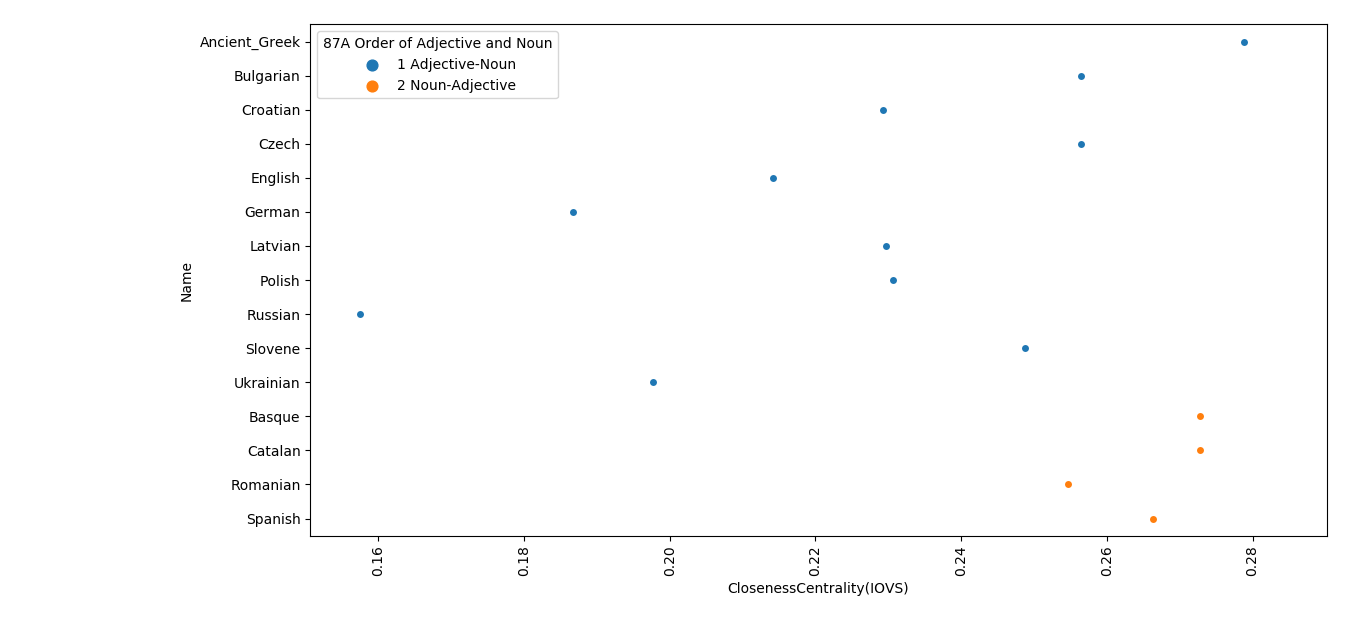 87A Order of Adjective and Noun
1 Adjective-Noun
2 Noun-Adjective
Name
Ancient_Greek
Bulgarian
Croatian
Czech
English
German
Latvian
Polish
Russian
Slovene
Ukrainian
Basque
Catalan
Romanian
Spanish
0.16
0.18
0.20
0.22
0.24
0.26
0.28
ClosenessCentrality(IOVS)